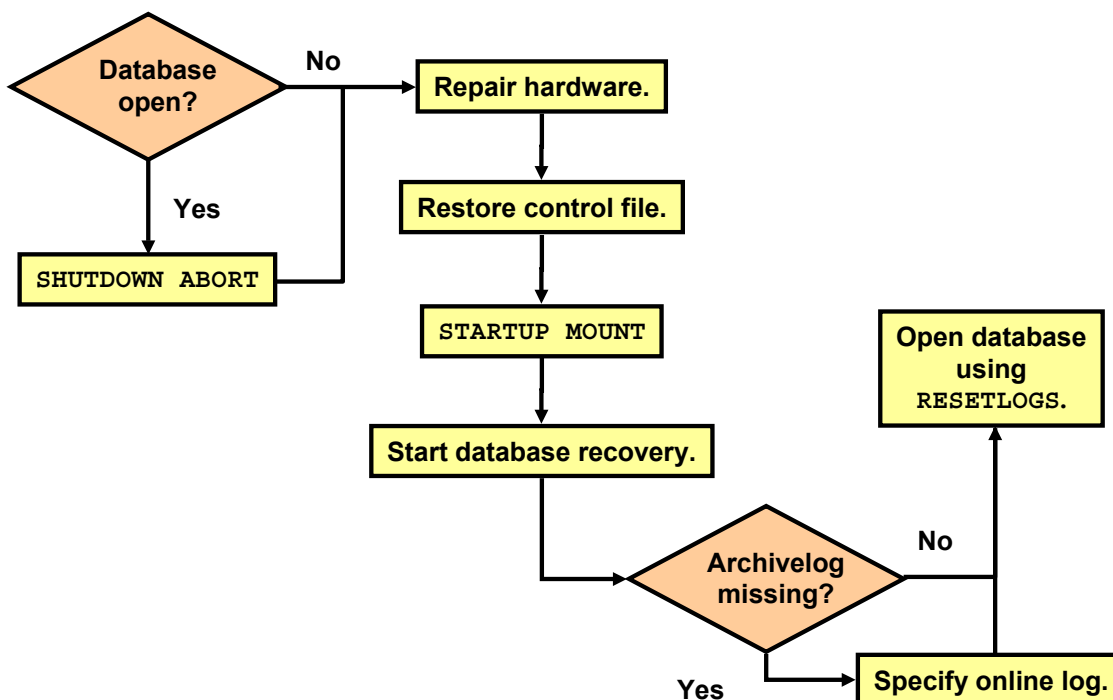 Database
open?
No
Repair hardware.
Yes
Restore control file.
SHUTDOWN ABORT
STARTUP MOUNT
Open database
using
RESETLOGS.
Start database recovery.
Archivelog
missing?
No
Yes
Specify online log.